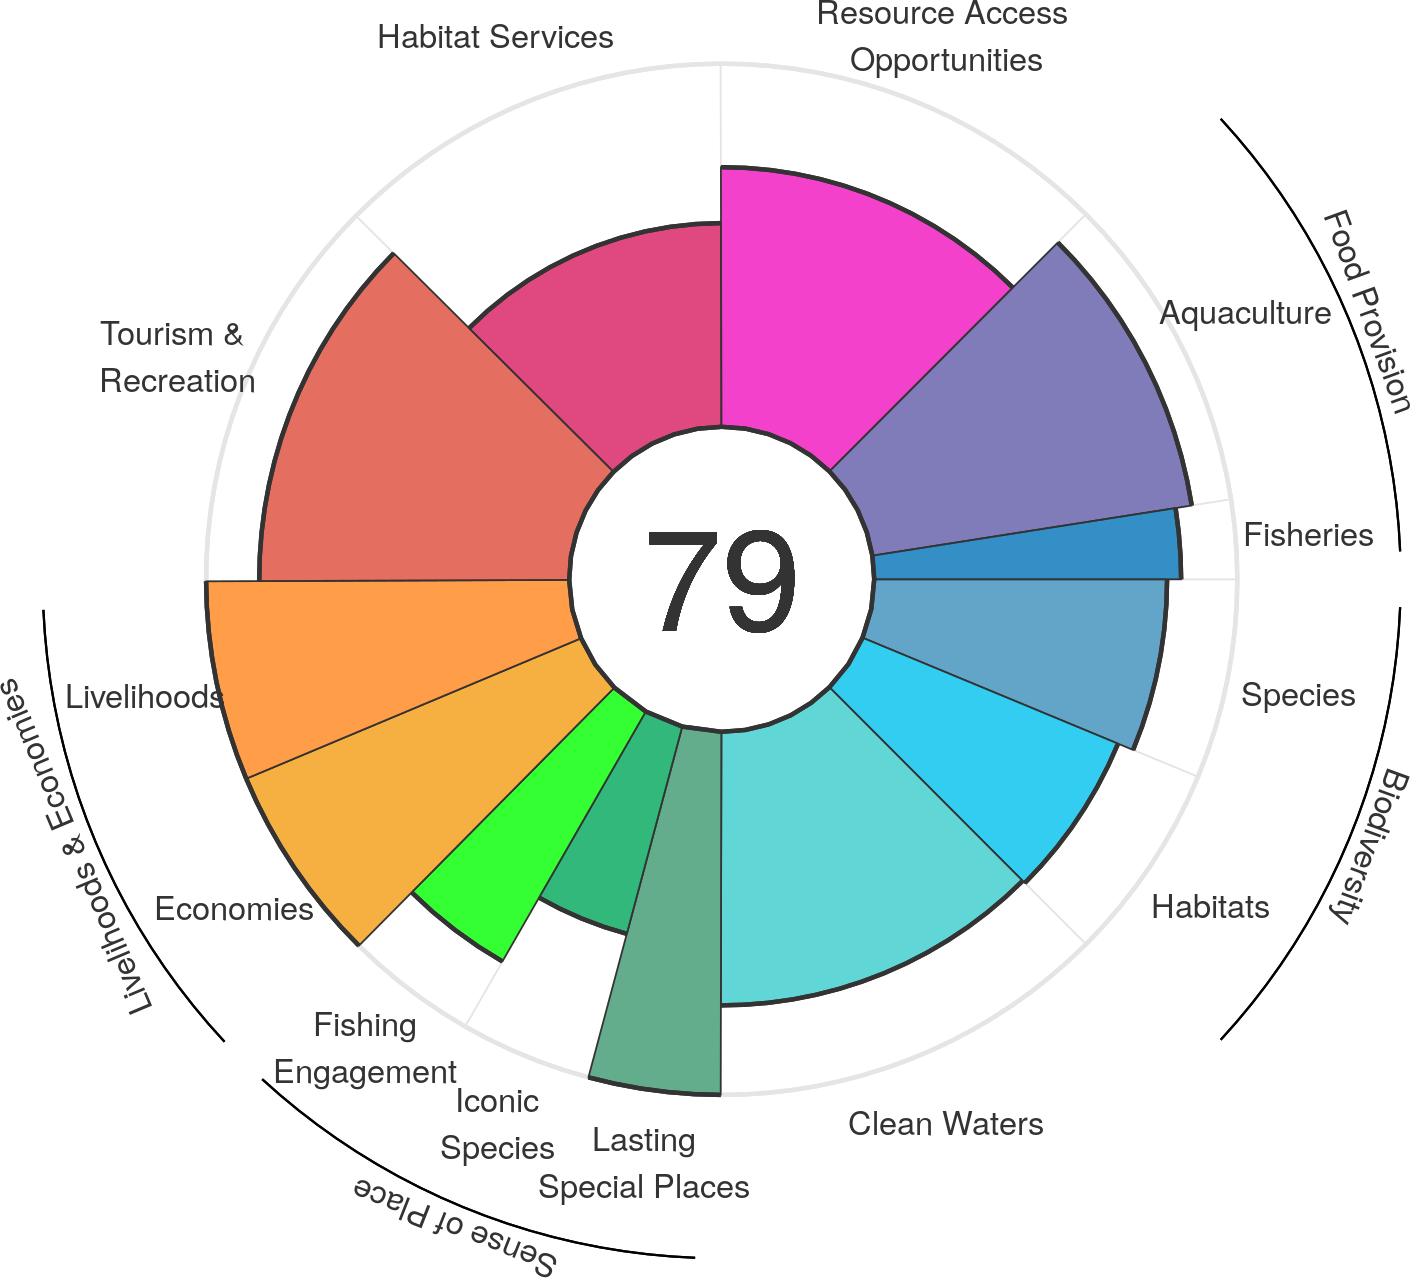 Resource Access
Opportunities
Habitat Services
Food Provision
Aquaculture
Tourism &
Recreation
Fisheries
79
Species
Livelihoods
Livelihoods & Economies
Biodiversity
Habitats
Economies
Fishing
Engagement
Iconic
Species
Lasting
Special Places
Clean Waters
Sense of Place